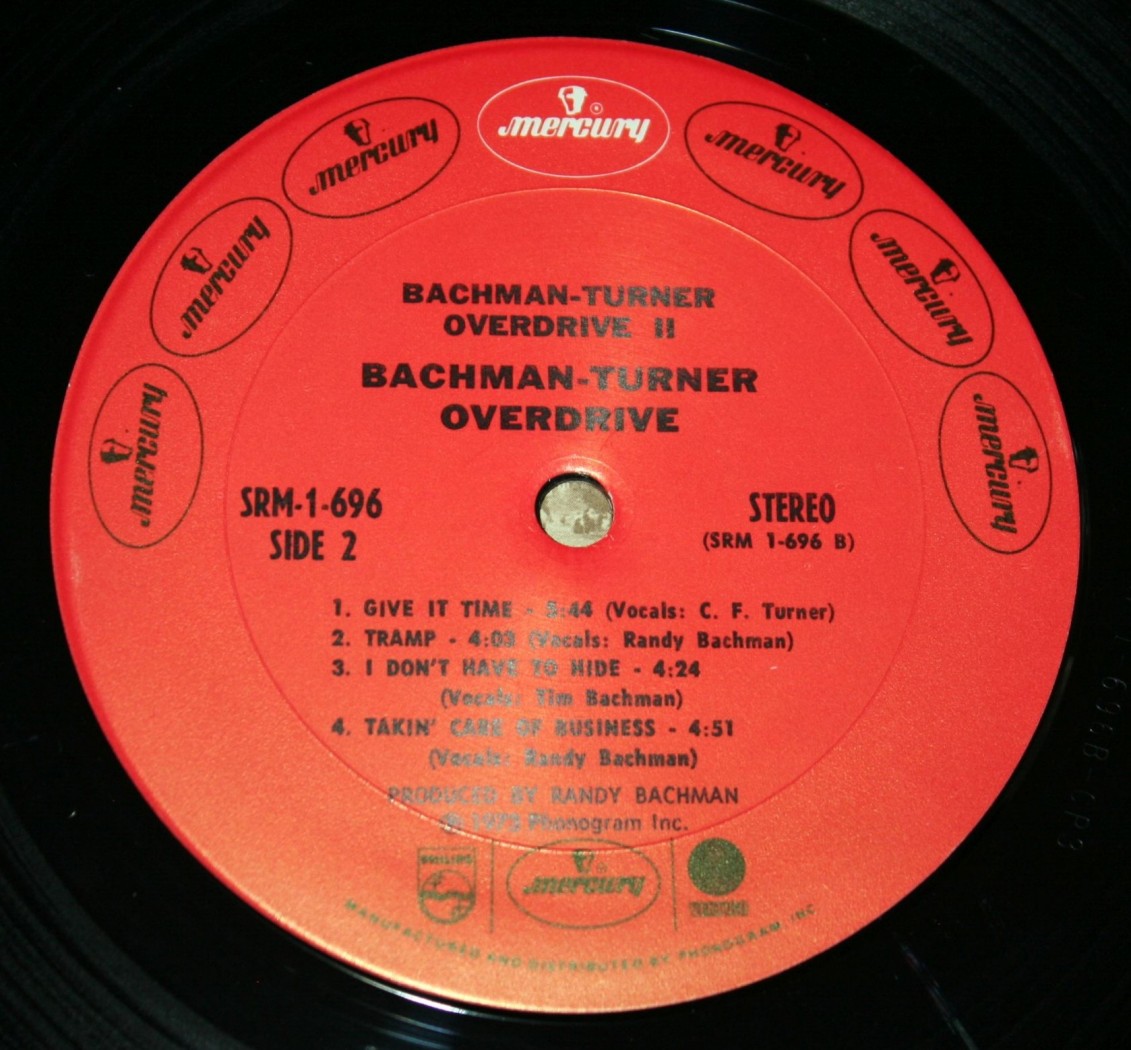 mercury ®
mercury
mercury
mercury
mercury
mercury
mercury
BACHMAN-TURNER
OVERDRIVE II
BACHMAN-TURNER
OVERDRIVE
SRM-1-696
SIDE 2
STEREO
(SRM 1-696 B)
1. GIVE IT TIME - 5:44 (Vocals: C. F. Turner)
2. TRAMP - 4:03 (Vocals: Randy Bachman)
3. I DON'T HAVE TO HIDE - 4:24
(Vocals: Tim Bachman)
4. TAKIN' CARE OF BUSINESS - 4:51
(Vocals: Randy Bachman)
PRODUCED BY RANDY BACHMAN
℗ 1973 Phonogram Inc.
PHILIPS
mercury
MANUFACTURED AND DISTRIBUTED BY PHONOGRAM, INC.